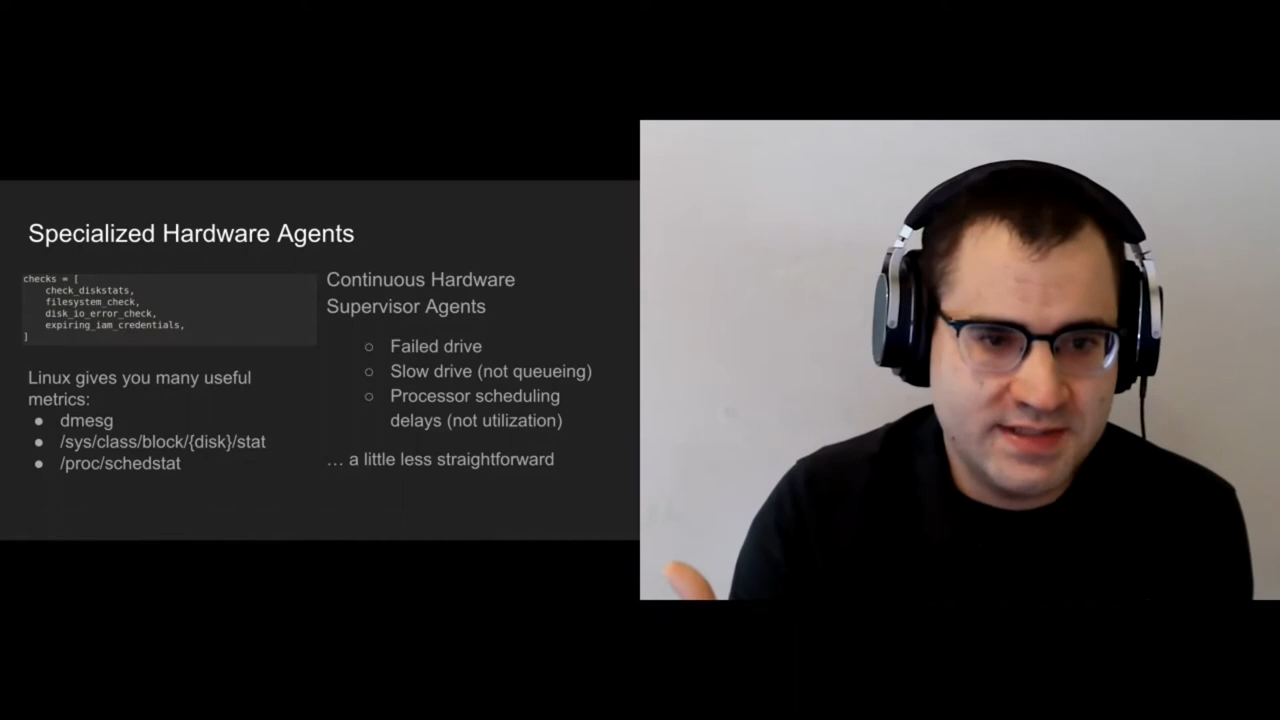 Specialized Hardware Agents
checks = [
    check_diskstats,
    filesystem_check,
    disk_io_error_check,
    expiring_iam_credentials,
]
Linux gives you many useful
metrics:
● dmesg
● /sys/class/block/{disk}/stat
● /proc/schedstat
Continuous Hardware
Supervisor Agents
○ Failed drive
○ Slow drive (not queueing)
○ Processor scheduling
delays (not utilization)
… a little less straightforward